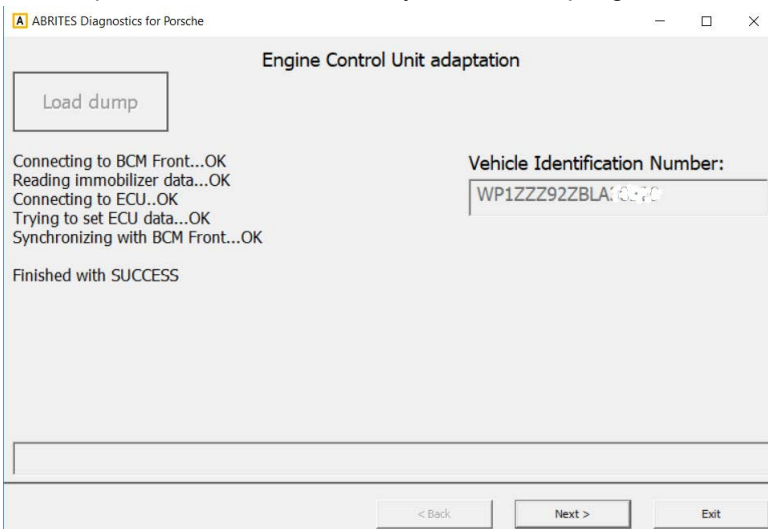 ABRITES Diagnostics for Porsche
Engine Control Unit adaptation
Load dump
Connecting to BCM Front...OK
Reading immobilizer data...OK
Connecting to ECU..OK
Trying to set ECU data...OK
Synchronizing with BCM Front...OK
Finished with SUCCESS
Vehicle Identification Number:
< Back
Next >
Exit